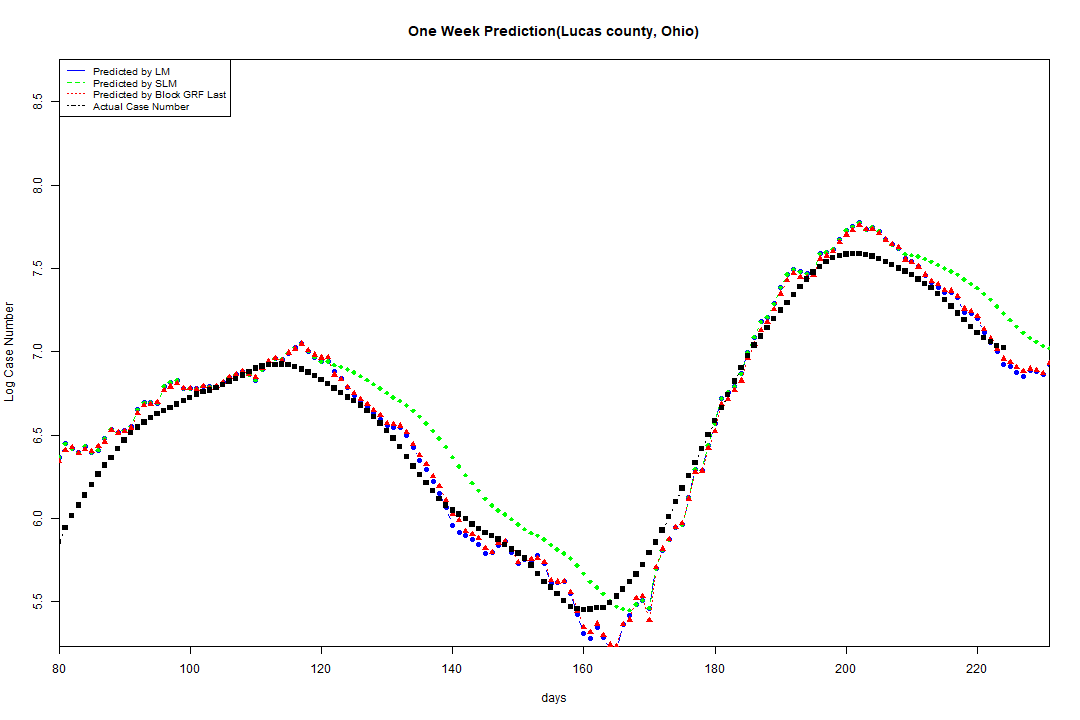 One Week Prediction(Lucas county, Ohio)
Predicted by LM
Predicted by SLM
Predicted by Block GRF Last
Actual Case Number
8.5
8.0
7.5
7.0
6.5
6.0
5.5
Log Case Number
80 100 120 140 160 180 200 220
days